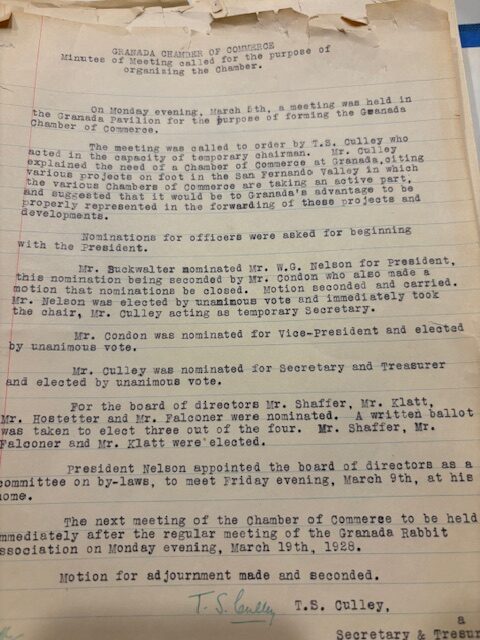 GRANADA CHAMBER OF COMMERCE
Minutes of Meeting called for the purpose of
organizing the Chamber.
On Monday evening, March 5th, a meeting was held in
the Granada Pavilion for the purpose of forming the Granada
Chamber of Commerce.
The meeting was called to order by T.S. Culley who
acted in the capacity of temporary chairman. Mr. Culley
explained the need of a Chamber of Commerce at Granada,citing
various projects on foot in the San Fernando Valley in which
the various Chambers of Commerce are taking an active part,
and suggested that it would be to Granada's advantage to be
properly represented in the forwarding of these projects and
developments.
Nominations for officers were asked for beginning
with the President.
Mr. Buckwalter nominated Mr. W.G. Nelson for President,
this nomination being seconded by Mr. Condon who also made a
motion that nominations be closed. Motion seconded and carried.
Mr. Nelson was elected by unanimous vote and immediately took
the chair, Mr. Culley acting as temporary Secretary.
Mr. Condon was nominated for Vice-President and elected
by unanimous vote.
Mr. Culley was nominated for Secretary and Treasurer
and elected by unanimous vote.
For the board of directors Mr. Shaffer, Mr. Klatt,
Mr. Hostetter and Mr. Falconer were nominated. A written ballot
was taken to elect three out of the four. Mr. Shaffer, Mr.
Falconer and Mr. Klatt were elected.
President Nelson appointed the board of directors as a
committee on by-laws, to meet Friday evening, March 9th, at his
home.
The next meeting of the Chamber of Commerce to be held
immediately after the regular meeting of the Granada Rabbit
ssociation on Monday evening, March 19th, 1928.
Motion for adjournment made and seconded.
T. S. Culley T.S. Culley,
a
Secretary & Treasur